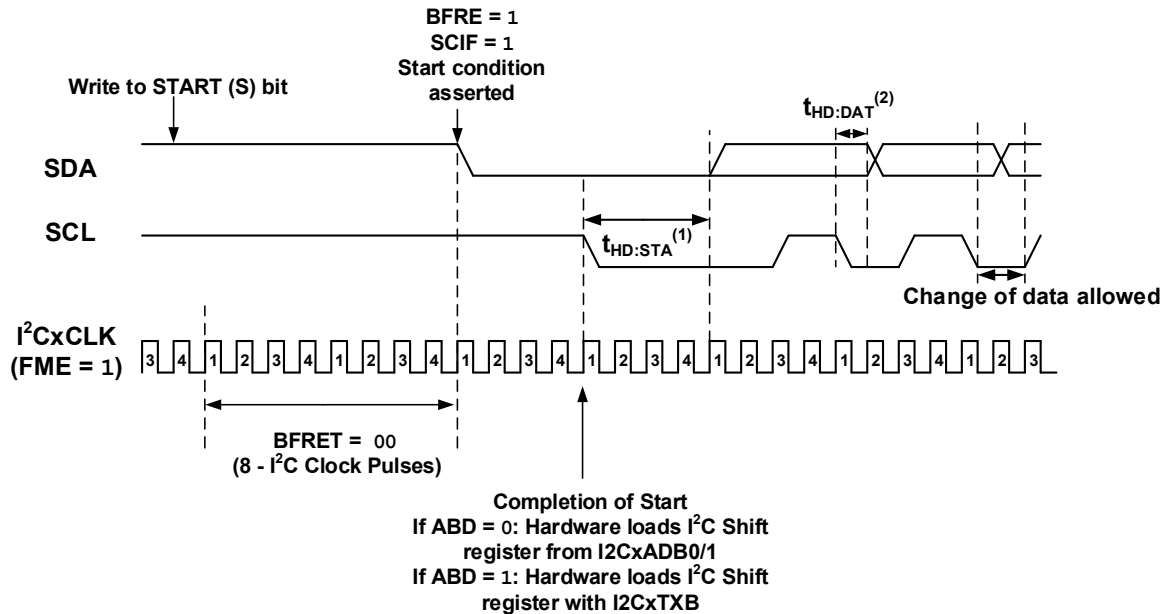 BFRE = 1
SCIF = 1
Start condition
asserted
Write to START (S) bit
tHD:DAT(2)
SDA
SCL
tHD:STA(1)
Change of data allowed
I²CxCLK
(FME = 1)
3 4 1 2 3 4 1 2 3 4 1 2 3 4 1 2 3 4 1 2 3 4 1 2 3 4 1 2 3
BFRET = 00
(8 - I²C Clock Pulses)
Completion of Start
If ABD = 0: Hardware loads I²C Shift
register from I2CxADB0/1
If ABD = 1: Hardware loads I²C Shift
register with I2CxTXB